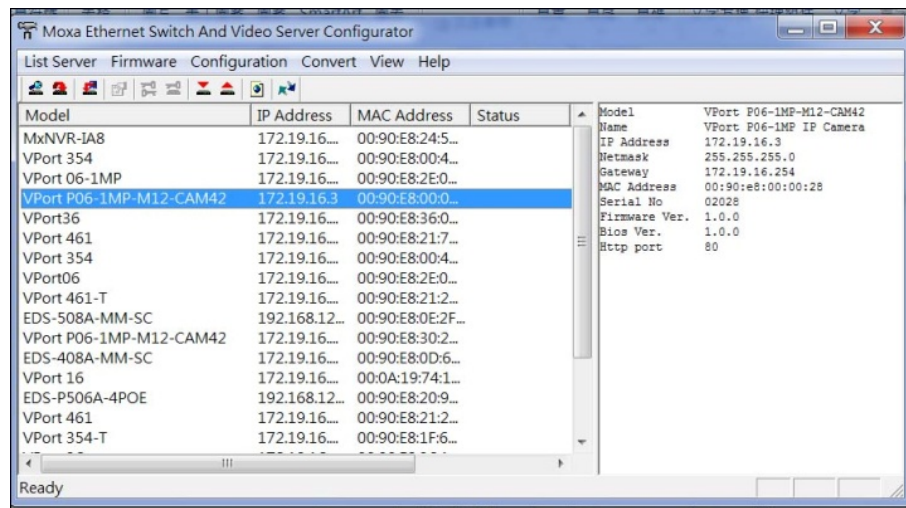 Moxa Ethernet Switch And Video Server Configurator
List Server Firmware Configuration Convert View Help
Model IP Address MAC Address Status
MxNVR-IA8 172.19.16.... 00:90:E8:24:5...
VPort 354 172.19.16.... 00:90:E8:00:4...
VPort 06-1MP 172.19.16.... 00:90:E8:2E:0...
VPort P06-1MP-M12-CAM42 172.19.16.3 00:90:E8:00:0...
VPort36 172.19.16.... 00:90:E8:36:0...
VPort 461 172.19.16.... 00:90:E8:21:7...
VPort 354 172.19.16.... 00:90:E8:00:4...
VPort06 172.19.16.... 00:90:E8:2E:0...
VPort 461-T 172.19.16.... 00:90:E8:21:2...
EDS-508A-MM-SC 192.168.12... 00:90:E8:0E:2F...
VPort P06-1MP-M12-CAM42 172.19.16.... 00:90:E8:30:2...
EDS-408A-MM-SC 172.19.16.... 00:90:E8:0D:6...
VPort 16 172.19.16.... 00:0A:19:74:1...
EDS-P506A-4POE 192.168.12... 00:90:E8:20:9...
VPort 461 172.19.16.... 00:90:E8:21:2...
VPort 354-T 172.19.16.... 00:90:E8:1F:6...
Model VPort P06-1MP-M12-CAM42
Name VPort P06-1MP IP Camera
IP Address 172.19.16.3
Netmask 255.255.255.0
Gateway 172.19.16.254
MAC Address 00:90:e8:00:00:28
Serial No 02028
Firmware Ver. 1.0.0
Bios Ver. 1.0.0
Http port 80
Ready